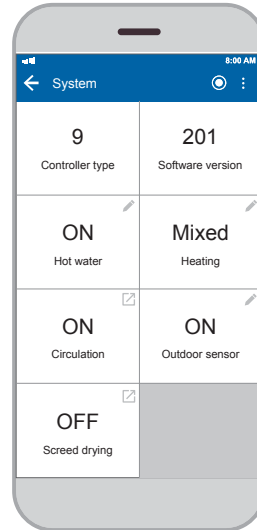 8:00 AM
System
9
Controller type
201
Software version
ON
Hot water
Mixed
Heating
ON
Circulation
ON
Outdoor sensor
OFF
Screed drying